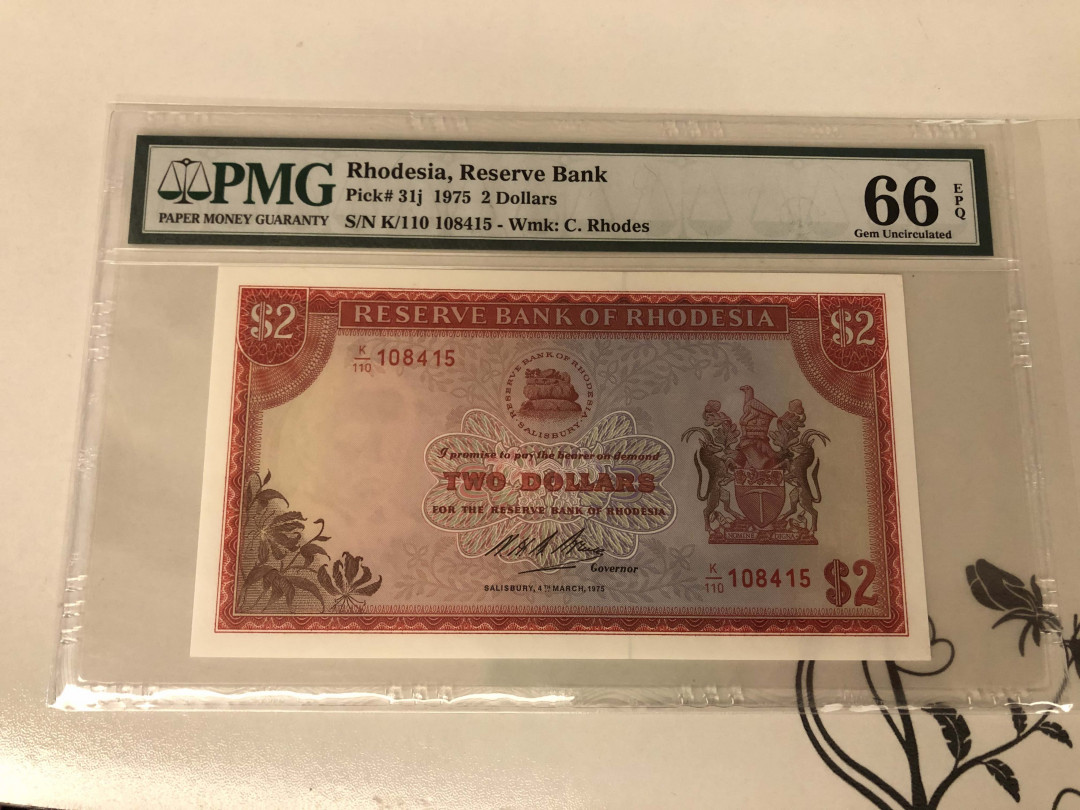 PMG
PAPER MONEY GUARANTY
Rhodesia, Reserve Bank
Pick# 31j 1975 2 Dollars
S/N K/110 108415 - Wmk: C. Rhodes
66 EPQ
Gem Uncirculated
$2 RESERVE BANK OF RHODESIA $2
K/110 108415
RESERVE BANK OF RHODESIA
·SALISBURY·
I promise to pay the bearer on demand
TWO DOLLARS
FOR THE RESERVE BANK OF RHODESIA
Governor
SALISBURY, 4TH MARCH, 1975
K/110 108415 $2